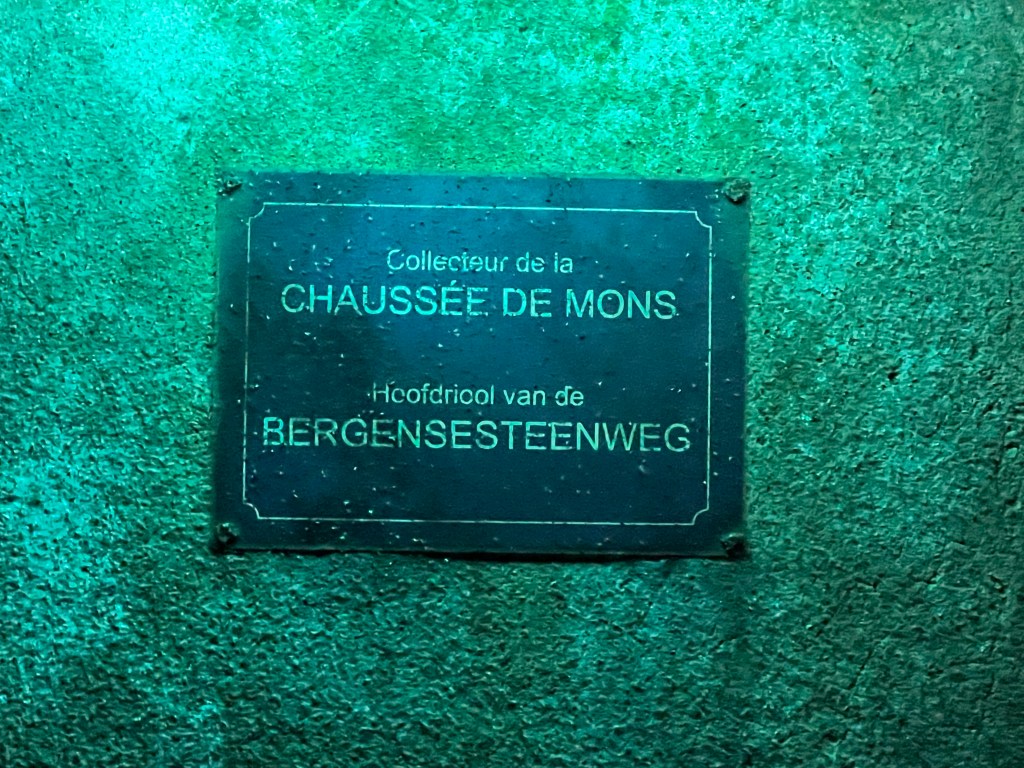 Collecteur de la
CHAUSSÉE DE MONS
Hoofdriool van de
BERGENSESTEENWEG